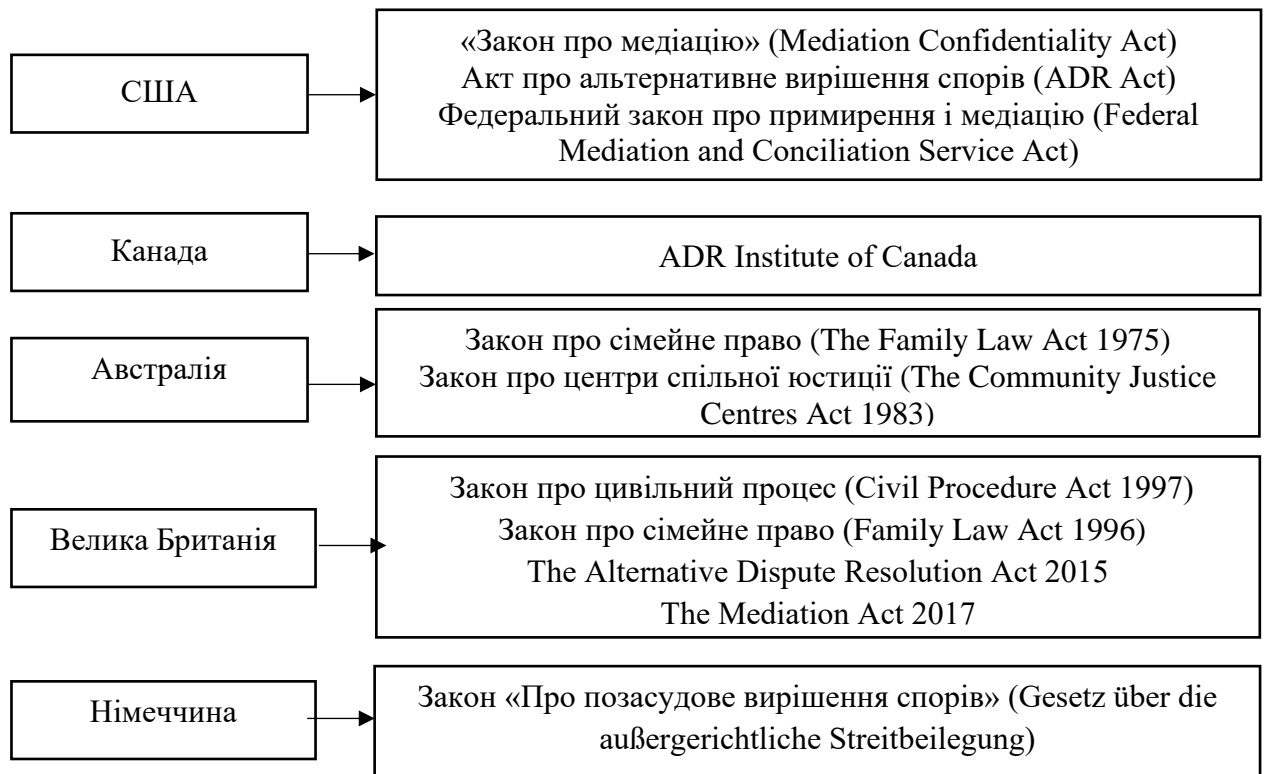 США
«Закон про медіацію» (Mediation Confidentiality Act)
Акт про альтернативне вирішення спорів (ADR Act)
Федеральний закон про примирення і медіацію (Federal
Mediation and Conciliation Service Act)
Канада
ADR Institute of Canada
Австралія
Закон про сімейне право (The Family Law Act 1975)
Закон про центри спільної юстиції (The Community Justice
Centres Act 1983)
Велика Британія
Закон про цивільний процес (Civil Procedure Act 1997)
Закон про сімейне право (Family Law Act 1996)
The Alternative Dispute Resolution Act 2015
The Mediation Act 2017
Німеччина
Закон «Про позасудове вирішення спорів» (Gesetz über die
außergerichtliche Streitbeilegung)